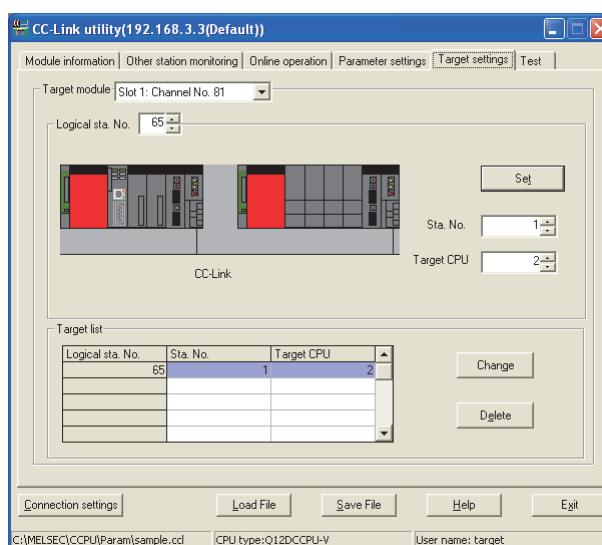 CC-Link utility(192.168.3.3(Default))
Module information Other station monitoring Online operation Parameter settings Target settings Test
Target module Slot 1: Channel No. 81
Logical sta. No. 65
Set
Sta. No. 1
Target CPU 2
CC-Link
Target list
Logical sta. No. Sta. No. Target CPU
65 1 2
Change
Delete
Connection settings Load File Save File Help Exit
C:\MELSEC\CCPU\Param\sample.ccl CPU type:Q12DCCPU-V User name: target